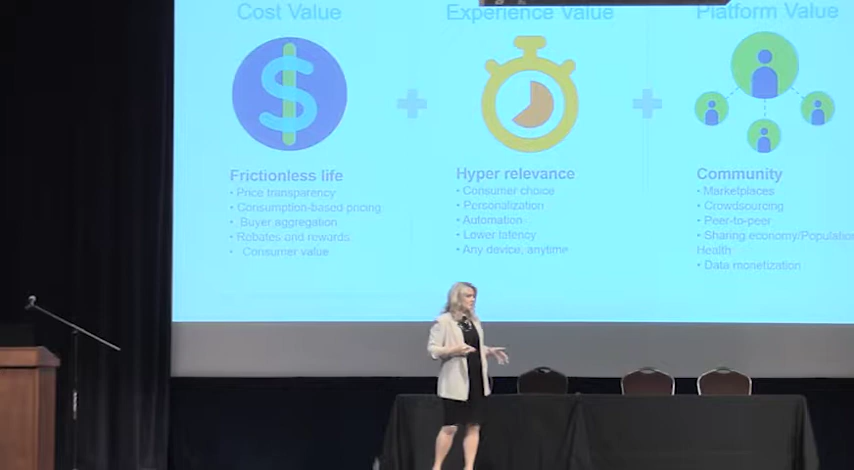 Cost Value
Experience Value
Platform Value
Frictionless life
• Price transparency
• Consumption-based pricing
• Buyer aggregation
• Rebates and rewards
• Consumer value
Hyper relevance
• Consumer choice
• Personalization
• Automation
• Lower latency
• Any device, anytime
Community
• Marketplaces
• Crowdsourcing
• Peer-to-peer
• Sharing economy/Population
Health
• Data monetization